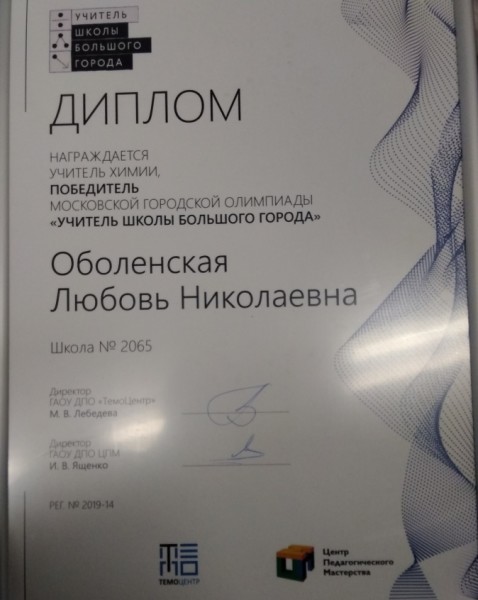 УЧИТЕЛЬ
ШКОЛЫ
БОЛЬШОГО
ГОРОДА
ДИПЛОМ
НАГРАЖДАЕТСЯ
УЧИТЕЛЬ ХИМИИ,
ПОБЕДИТЕЛЬ
МОСКОВСКОЙ ГОРОДСКОЙ ОЛИМПИАДЫ
«УЧИТЕЛЬ ШКОЛЫ БОЛЬШОГО ГОРОДА»
Оболенская
Любовь Николаевна
Школа № 2065
Директор
ГАОУ ДПО «ТемоЦентр»
М. В. Лебедева
Директор
ГАОУ ДПО ЦПМ
И. В. Ященко
РЕГ. № 2019-14
ТЕМО
ТЕМОЦЕНТР
Центр
Педагогического
Мастерства